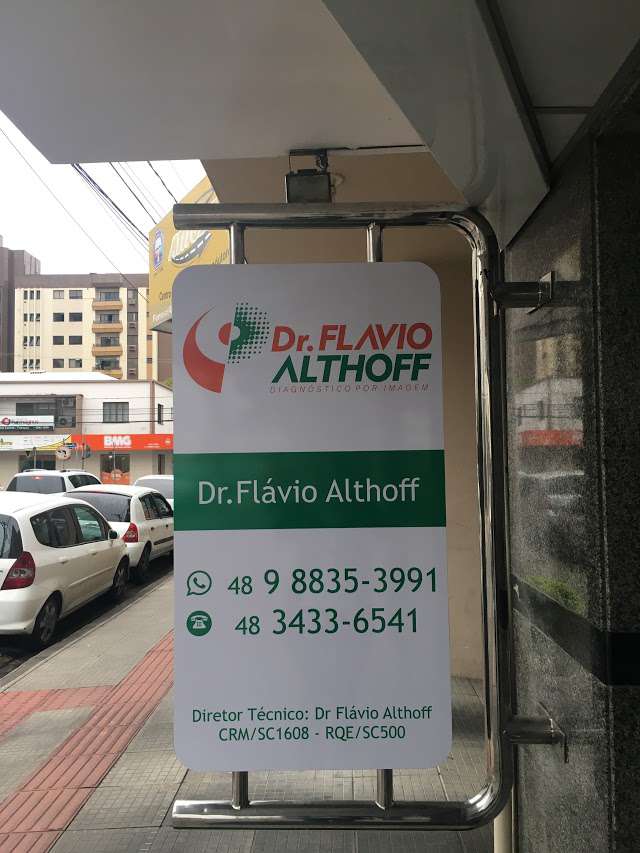 Dr. FLAVIO
ALTHOFF
DIAGNÓSTICO POR IMAGEM
Dr. Flávio Althoff
48 9 8835-3991
48 3433-6541
Diretor Técnico: Dr Flávio Althoff
CRM/SC1608 - RQE/SC500
BMG